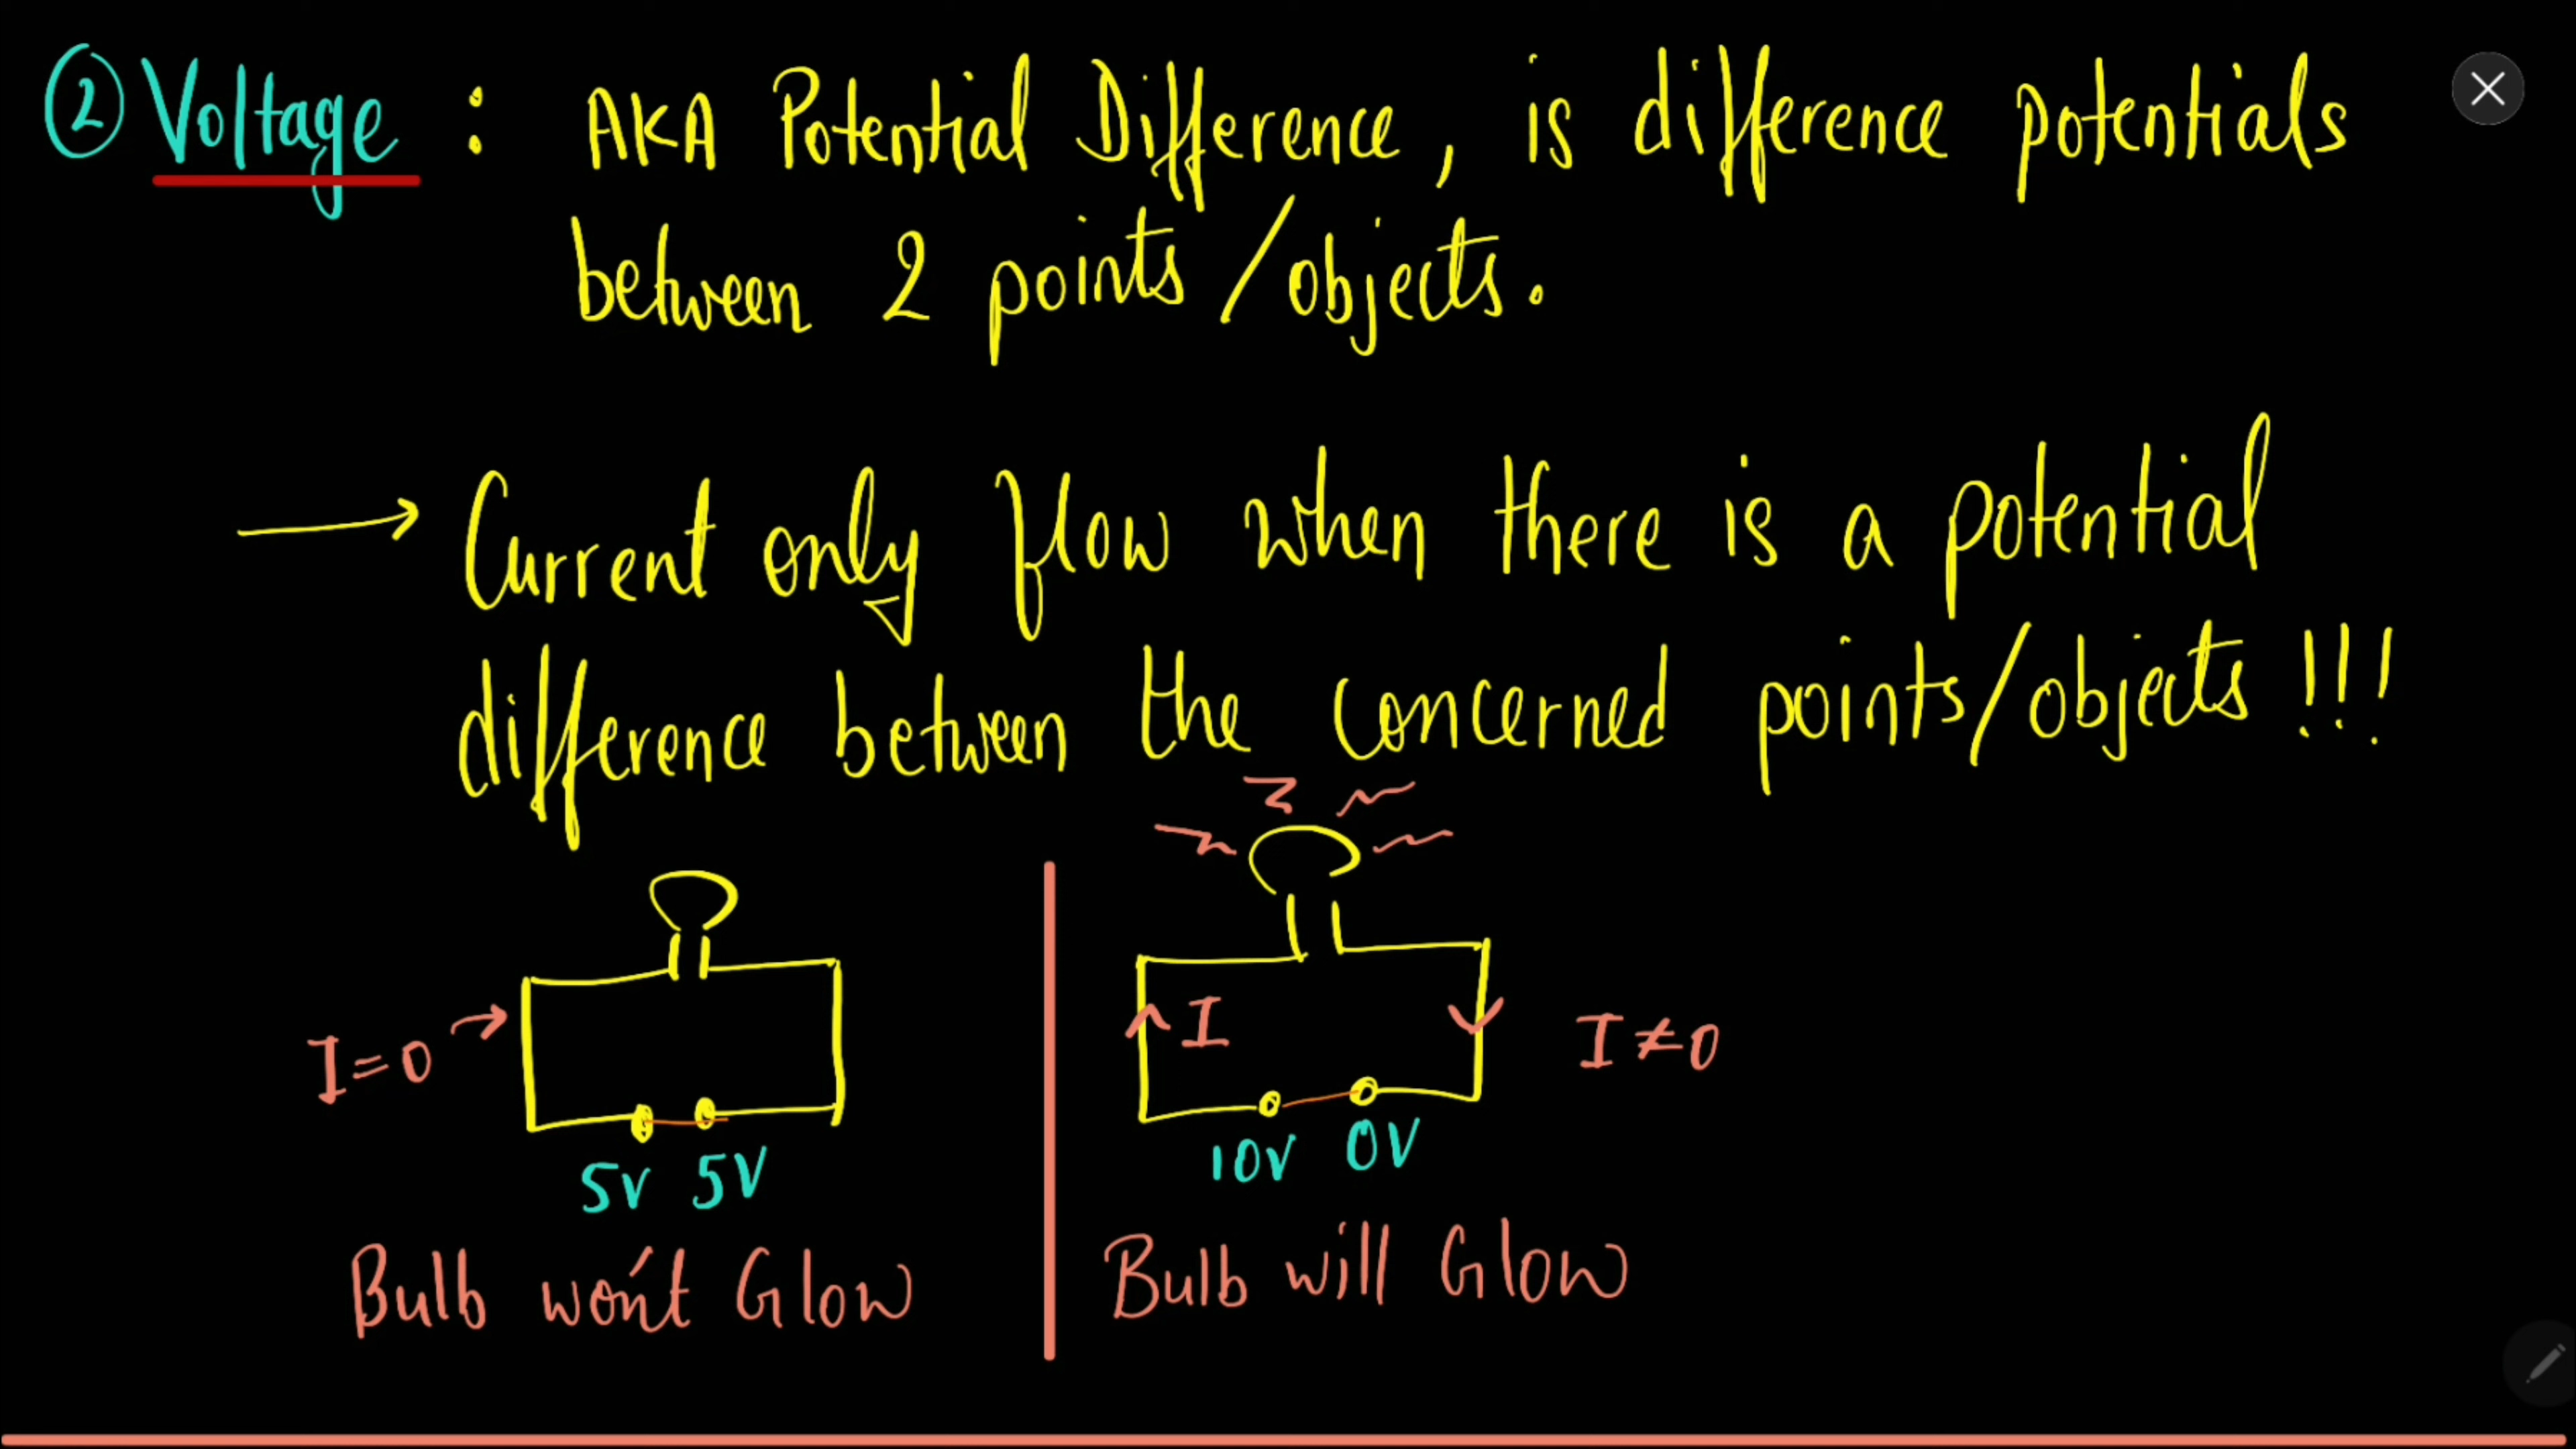 ② Voltage : AKA Potential Difference, is difference potentials
between 2 points/objects.
→ Current only flow when there is a potential
difference between the concerned points/objects !!!
I=0
I
I≠0
5V 5V
10V 0V
Bulb won't Glow
Bulb will Glow